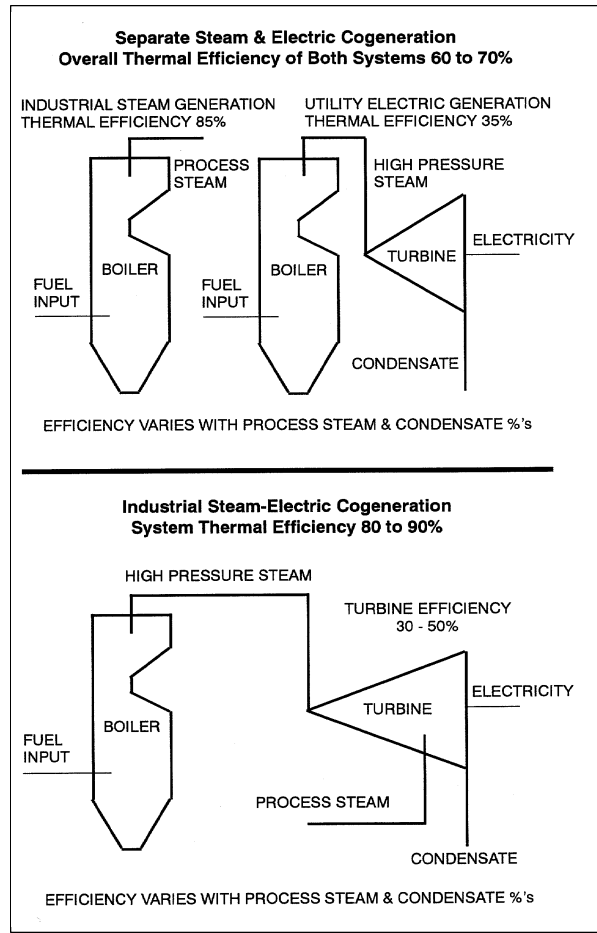 Separate Steam & Electric Cogeneration
Overall Thermal Efficiency of Both Systems 60 to 70%
INDUSTRIAL STEAM GENERATION
THERMAL EFFICIENCY 85%
UTILITY ELECTRIC GENERATION
THERMAL EFFICIENCY 35%
PROCESS
STEAM
HIGH PRESSURE
STEAM
ELECTRICITY
TURBINE
BOILER
BOILER
FUEL
INPUT
FUEL
INPUT
CONDENSATE
EFFICIENCY VARIES WITH PROCESS STEAM & CONDENSATE %'s
Industrial Steam-Electric Cogeneration
System Thermal Efficiency 80 to 90%
HIGH PRESSURE STEAM
TURBINE EFFICIENCY
30 - 50%
ELECTRICITY
TURBINE
BOILER
FUEL
INPUT
PROCESS STEAM
CONDENSATE
EFFICIENCY VARIES WITH PROCESS STEAM & CONDENSATE %'s